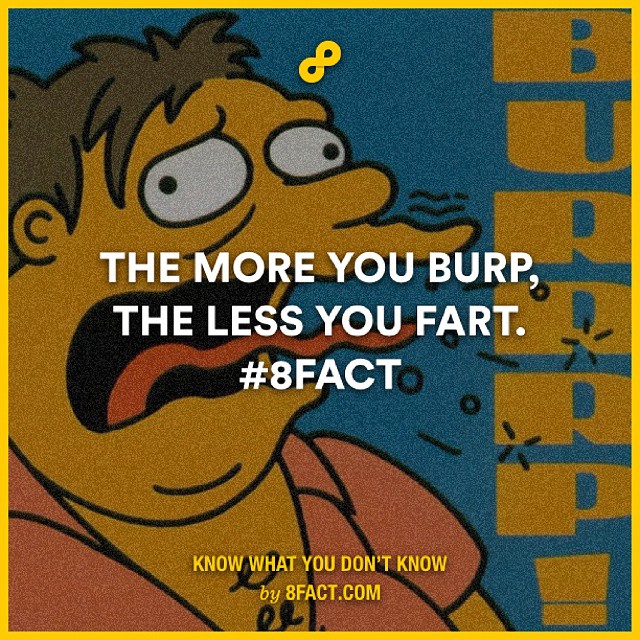 THE MORE YOU BURP,
THE LESS YOU FART.
#8FACT
BURRRP!
KNOW WHAT YOU DON'T KNOW
by 8FACT.COM